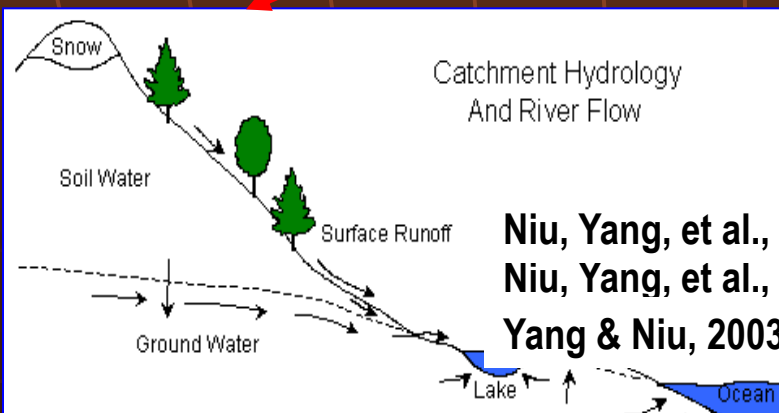 Snow
Catchment Hydrology
And River Flow
Soil Water
Surface Runoff
Niu, Yang, et al.,
Niu, Yang, et al.,
Yang & Niu, 2003
Ground Water
Lake
Ocean